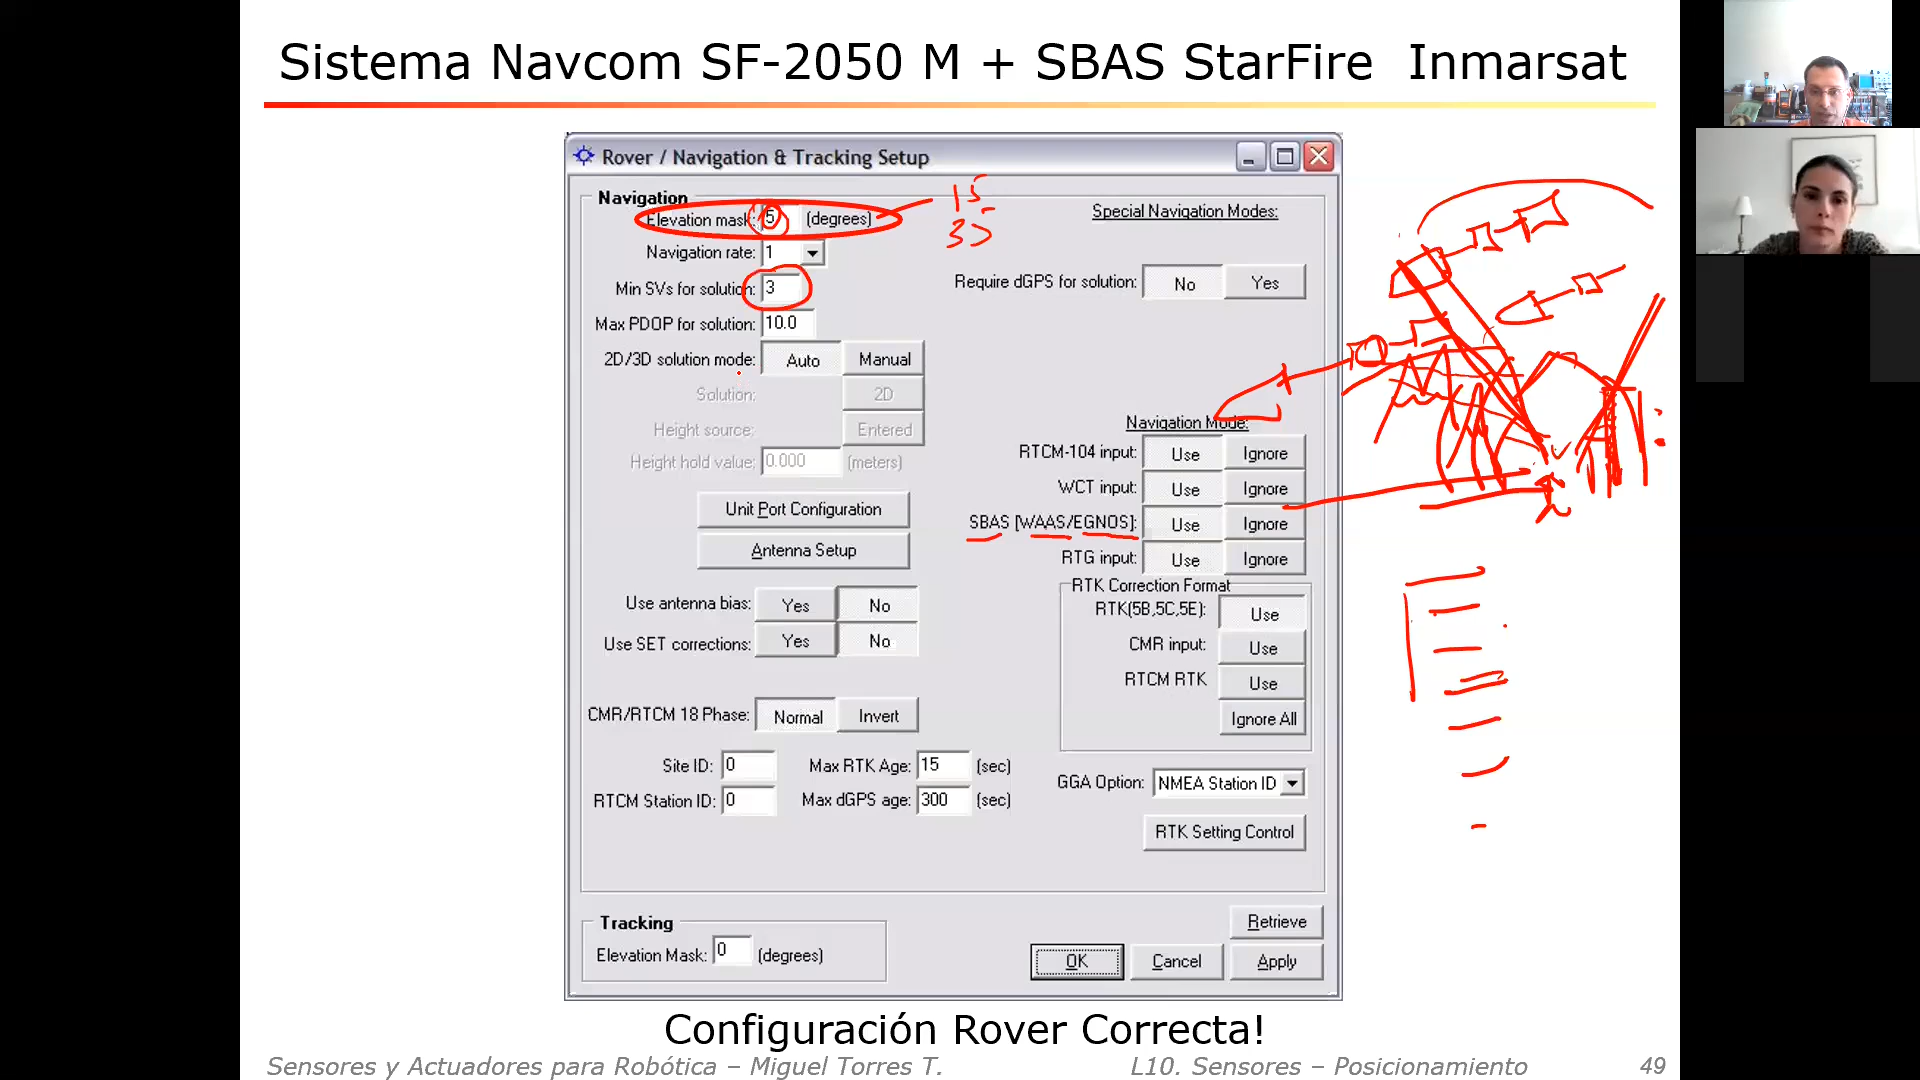 Sistema Navcom SF-2050 M + SBAS StarFire Inmarsat
Rover / Navigation & Tracking Setup
Navigation
Elevation mask: 5 (degrees)
15
35
Navigation rate: 1
Min SVs for solution: 3
Max PDOP for solution: 10.0
2D/3D solution mode: Auto Manual
Solution: 2D
Height source: Entered
Height hold value: 0.000 (meters)
Unit Port Configuration
Antenna Setup
Use antenna bias: Yes No
Use SET corrections: Yes No
CMR/RTCM 18 Phase: Normal Invert
Site ID: 0 Max RTK Age: 15 (sec)
RTCM Station ID: 0 Max dGPS age: 300 (sec)
Special Navigation Modes:
Require dGPS for solution: No Yes
Navigation Mode:
RTCM-104 input: Use Ignore
WCT input: Use Ignore
SBAS [WAAS/EGNOS]: Use Ignore
RTG input: Use Ignore
RTK Correction Format
RTK(5B,5C,5E): Use
CMR input: Use
RTCM RTK Use
Ignore All
GGA Option: NMEA Station ID
RTK Setting Control
Tracking
Elevation Mask: 0 (degrees)
Retrieve
OK Cancel Apply
Configuración Rover Correcta!
Sensores y Actuadores para Robótica – Miguel Torres T. L10. Sensores – Posicionamiento 49